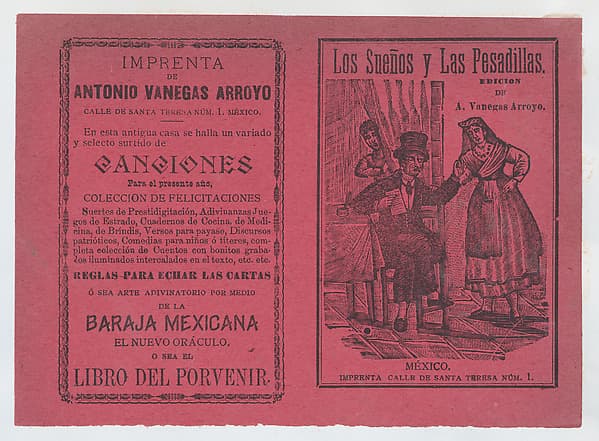 IMPRENTA
DE
ANTONIO VANEGAS ARROYO
CALLE DE SANTA TERESA NÚM. 1. MÉXICO.
En esta antigua casa se halla un variado
y selecto surtido de
CANCIONES
Para el presente año,
COLECCION DE FELICITACIONES
Suertes de Prestidigitación, Adivinanzas Jue-
gos de Estrado, Cuadernos de Cocina, de Modi-
sina, de Brindis, Versos para payaso, Discursos
patrióticos, Comedias para niños ó títeres, com-
pleta colección de Cuentos con bonitos graba-
dos iluminados intercalados en el texto, etc. etc.
REGLAS PARA ECHAR LAS CARTAS
Ó SEA ARTE ADIVINATORIO POR MEDIO
DE LA
BARAJA MEXICANA
EL NUEVO ORÁCULO,
O SEA EL
LIBRO DEL PORVENIR.
Los Sueños y Las Pesadillas.
EDICION
DE
A. Vanegas Arroyo.
MÉXICO.
IMPRENTA CALLE DE SANTA TERESA NÚM. 1.